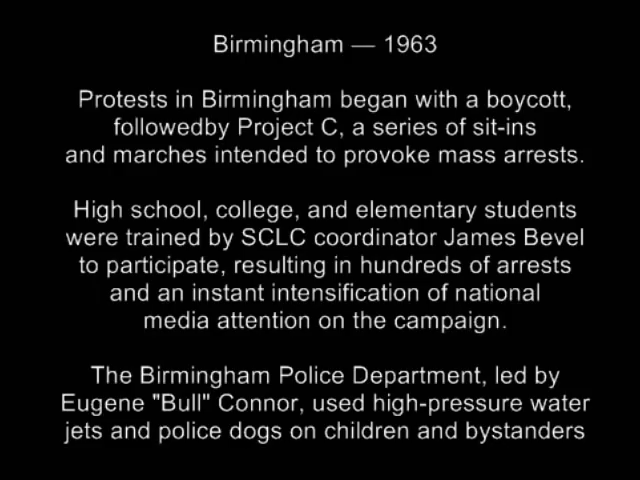 Birmingham — 1963
Protests in Birmingham began with a boycott,
followedby Project C, a series of sit-ins
and marches intended to provoke mass arrests.
High school, college, and elementary students
were trained by SCLC coordinator James Bevel
to participate, resulting in hundreds of arrests
and an instant intensification of national
media attention on the campaign.
The Birmingham Police Department, led by
Eugene "Bull" Connor, used high-pressure water
jets and police dogs on children and bystanders